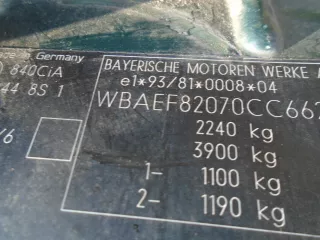 Germany
840CiA
44 8S 1
/6
BAYERISCHE MOTOREN WERKE A
e1*93/81*0008*04
WBAEF82070CC66
2240 kg
3900 kg
1- 1100 kg
2- 1190 kg